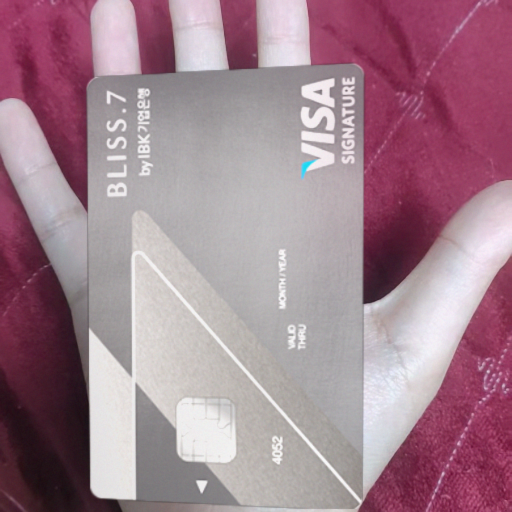 BLISS.7
by IBK기업은행
VISA
SIGNATURE
4052
VALID
THRU
MONTH / YEAR